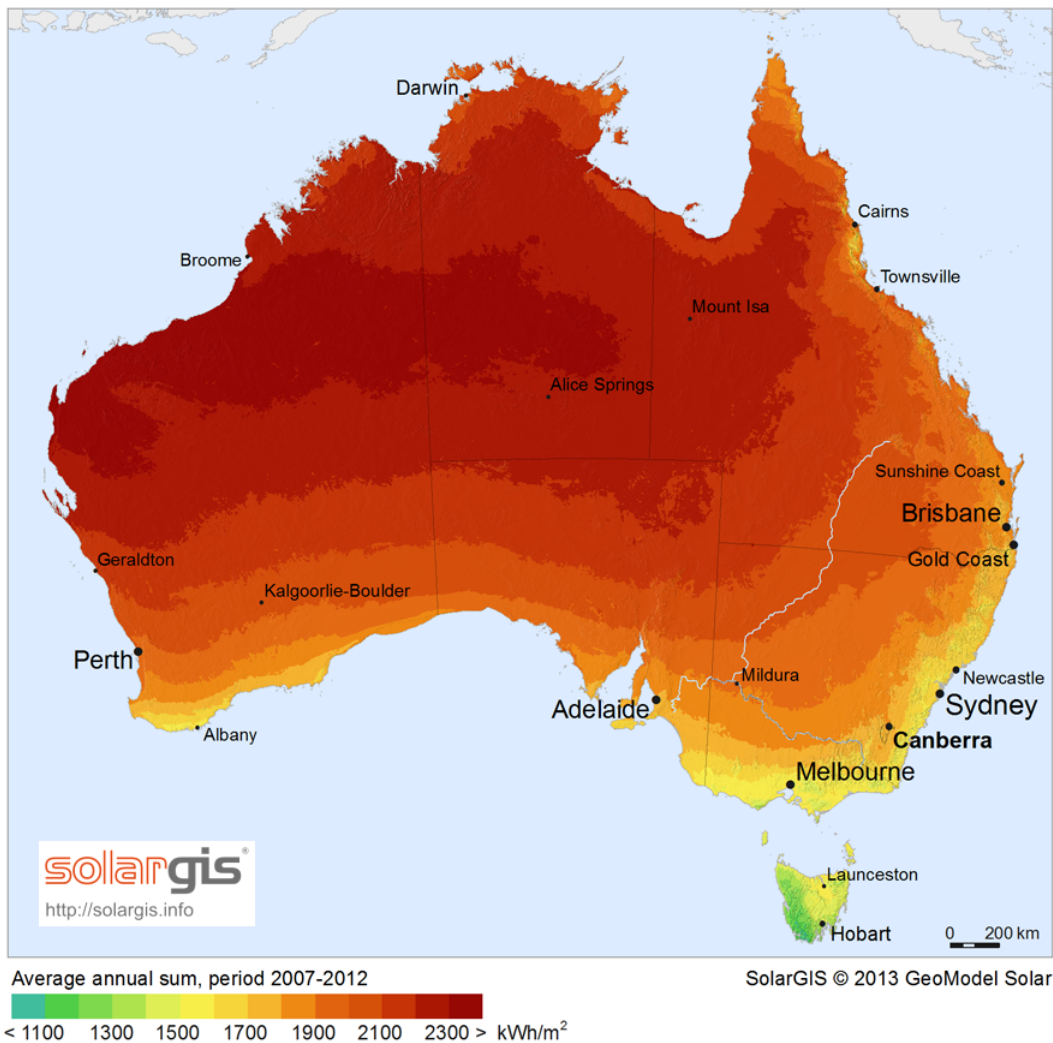 Darwin
Cairns
Broome
Townsville
Mount Isa
Alice Springs
Sunshine Coast
Brisbane
Geraldton
Gold Coast
Kalgoorlie-Boulder
Perth
Mildura
Newcastle
Adelaide
Sydney
Albany
Canberra
Melbourne
solargis®
http://solargis.info
Launceston
Hobart
0 200 km
Average annual sum, period 2007-2012
SolarGIS © 2013 GeoModel Solar
< 1100 1300 1500 1700 1900 2100 2300 > kWh/m²